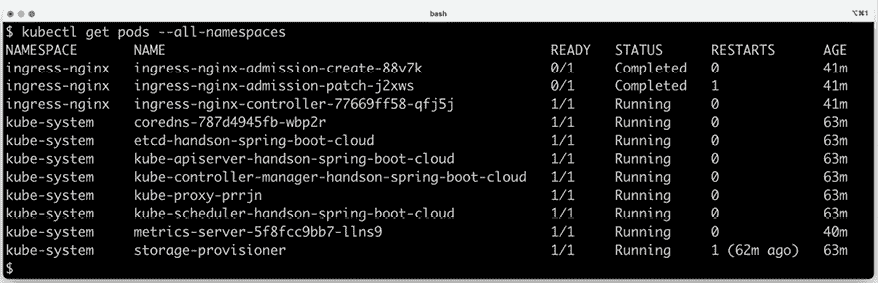 bash
⌥⌘1
$ kubectl get pods --all-namespaces
NAMESPACE NAME READY STATUS RESTARTS AGE
ingress-nginx ingress-nginx-admission-create-88v7k 0/1 Completed 0 41m
ingress-nginx ingress-nginx-admission-patch-j2xws 0/1 Completed 1 41m
ingress-nginx ingress-nginx-controller-77669ff58-qfj5j 1/1 Running 0 41m
kube-system coredns-787d4945fb-wbp2r 1/1 Running 0 63m
kube-system etcd-handson-spring-boot-cloud 1/1 Running 0 63m
kube-system kube-apiserver-handson-spring-boot-cloud 1/1 Running 0 63m
kube-system kube-controller-manager-handson-spring-boot-cloud 1/1 Running 0 63m
kube-system kube-proxy-prrjn 1/1 Running 0 63m
kube-system kube-scheduler-handson-spring-boot-cloud 1/1 Running 0 63m
kube-system metrics-server-5f8fcc9bb7-llns9 1/1 Running 0 40m
kube-system storage-provisioner 1/1 Running 1 (62m ago) 63m
$